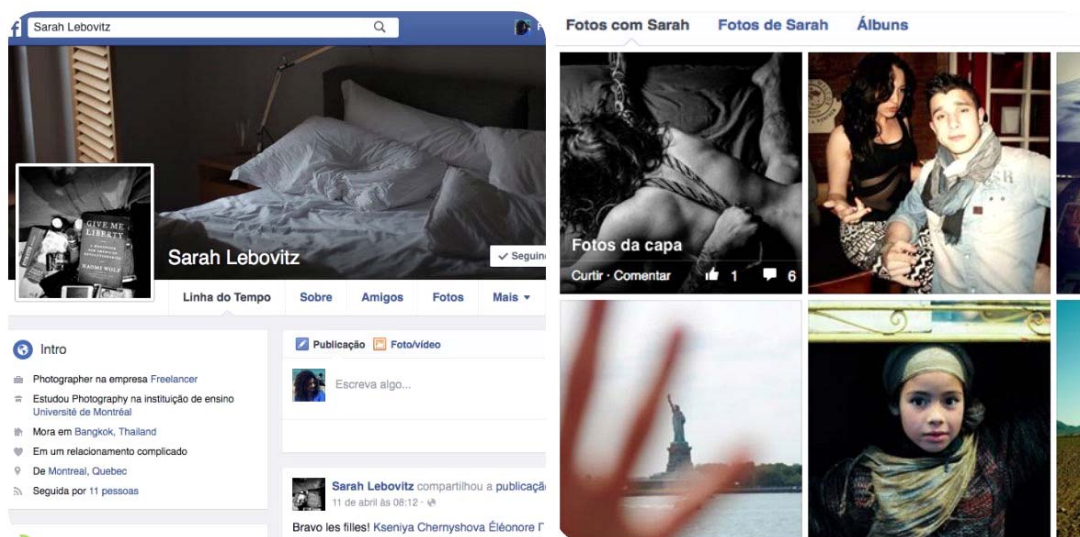 f Sarah Lebovitz
GIVE ME
LIBERTY
NAOMI WOLF
Sarah Lebovitz
Linha do Tempo Sobre Amigos Fotos Mais
Intro
Photographer na empresa Freelancer
Estudou Photography na instituição de ensino
Université de Montréal
Mora em Bangkok, Thailand
Em um relacionamento complicado
De Montreal, Quebec
Seguida por 11 pessoas
Publicação Foto/vídeo
Escreva algo...
Sarah Lebovitz compartilhou a
11 de abril às 08:12
Bravo les filles! Kseniya Chernyshova Éléonore
Fotos com Sarah Fotos de Sarah Álbuns
Fotos da capa
Curtir · Comentar 1 6